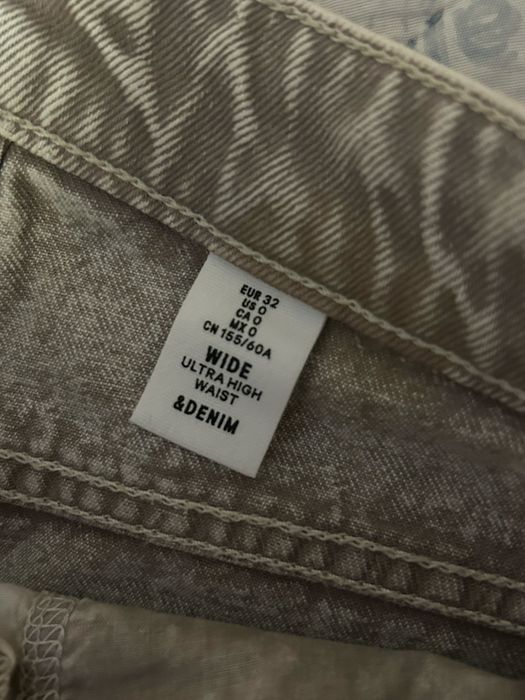 EUR 32
US 0
CA 0
MX 0
CN 155/60A
WIDE
ULTRA HIGH
WAIST
&DENIM